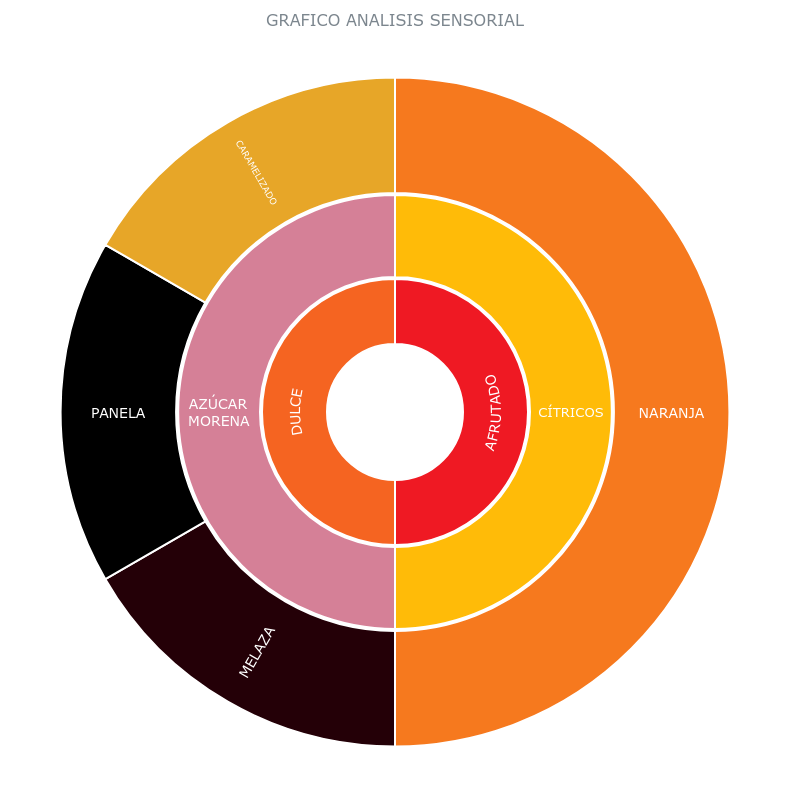 GRAFICO ANALISIS SENSORIAL
CARAMELIZADO
PANELA
AZÚCAR
MORENA
DULCE
AFRUTADO
CÍTRICOS
NARANJA
MELAZA